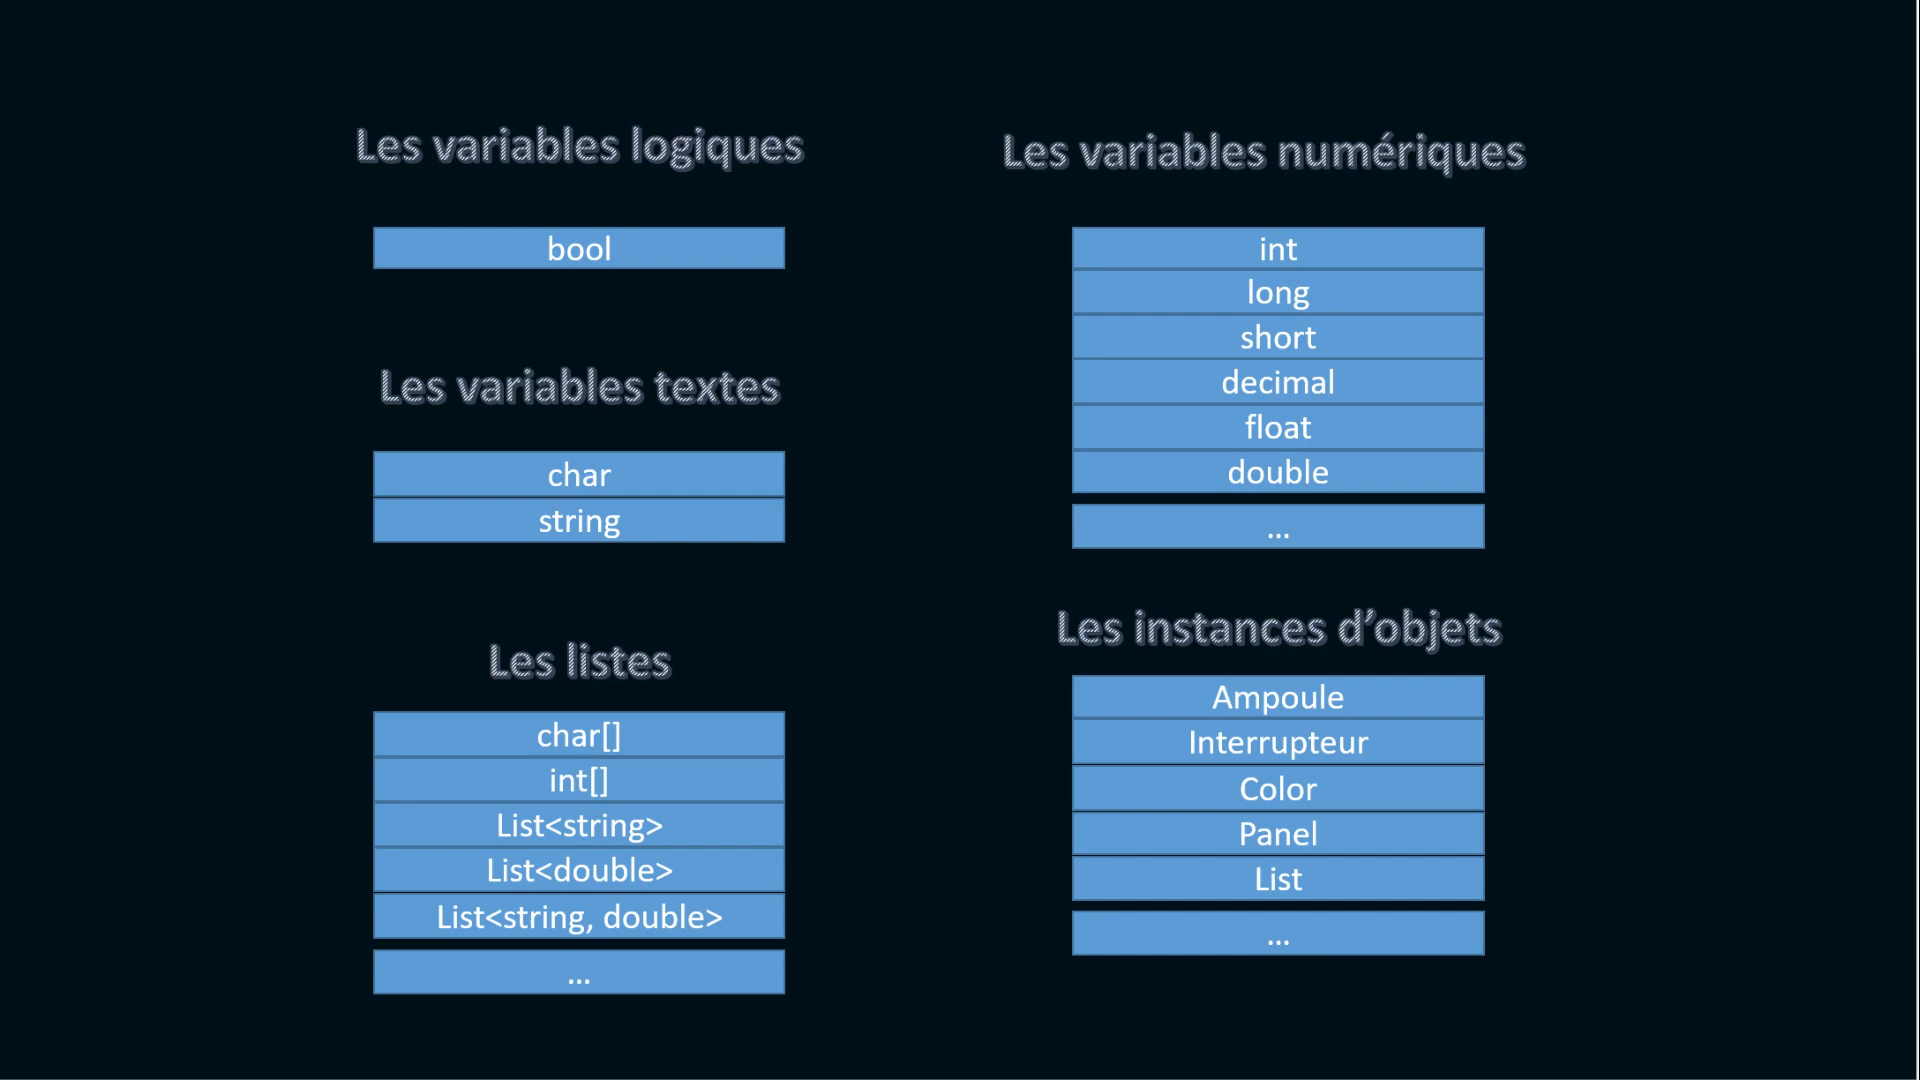 Les variables logiques
bool
Les variables textes
char
string
Les listes
char[]
int[]
List<string>
List<double>
List<string, double>
...
Les variables numériques
int
long
short
decimal
float
double
...
Les instances d’objets
Ampoule
Interrupteur
Color
Panel
List
...